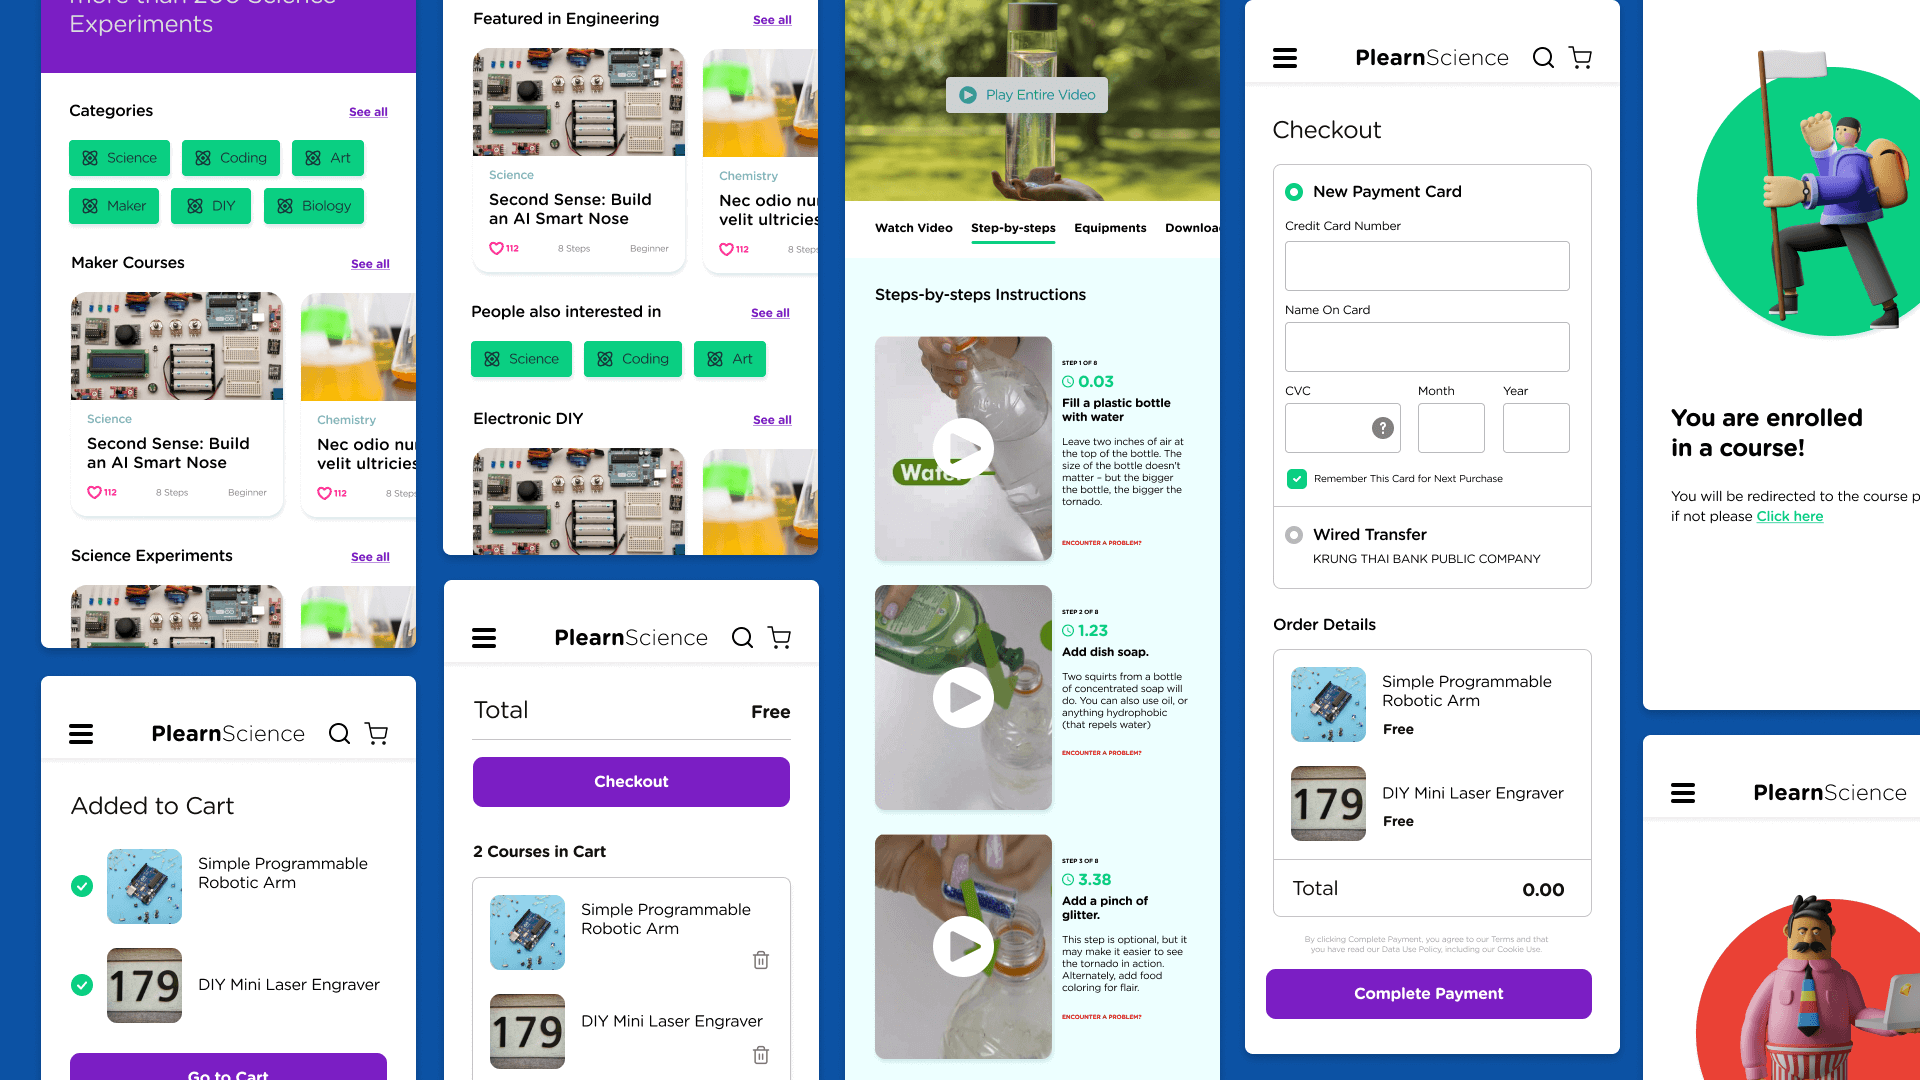 more than 200 Science
Experiments
Categories
See all
Science
Coding
Art
Maker
DIY
Biology
Maker Courses
See all
Science
Second Sense: Build
an AI Smart Nose
112
8 Steps
Beginner
Chemistry
Nec odio
velit ultricies
112
8 Steps
Science Experiments
See all
PlearnScience
Added to Cart
Simple Programmable
Robotic Arm
179
DIY Mini Laser Engraver
Go to Cart
Featured in Engineering
See all
Science
Second Sense: Build
an AI Smart Nose
112
8 Steps
Beginner
Chemistry
Nec odio
velit ultricies
112
8 Steps
People also interested in
See all
Science
Coding
Art
Electronic DIY
See all
PlearnScience
Total
Free
Checkout
2 Courses in Cart
Simple Programmable
Robotic Arm
179
DIY Mini Laser Engraver
Play Entire Video
Watch Video
Step-by-steps
Equipments
Downloa
Steps-by-steps Instructions
Water
STEP 1 OF 8
0.03
Fill a plastic bottle
with water
Leave two inches of air at
the top of the bottle. The
size of the bottle doesn't
matter – but the bigger
the bottle, the bigger the
tornado.
ENCOUNTER A PROBLEM?
STEP 2 OF 8
1.23
Add dish soap.
Two squirts from a bottle
of concentrated soap will
do. You can also use oil, or
anything hydrophobic
(that repels water)
ENCOUNTER A PROBLEM?
STEP 3 OF 8
3.38
Add a pinch of
glitter.
This step is optional, but it
may make it easier to see
the tornado in action.
Alternately, add food
coloring for flair.
ENCOUNTER A PROBLEM?
PlearnScience
Checkout
New Payment Card
Credit Card Number
Name On Card
CVC
Month
Year
?
Remember This Card for Next Purchase
Wired Transfer
KRUNG THAI BANK PUBLIC COMPANY
Order Details
Simple Programmable
Robotic Arm
Free
179
DIY Mini Laser Engraver
Free
Total
0.00
By clicking Complete Payment, you agree to our Terms and that
you have read our Data Use Policy, including our Cookie Use.
Complete Payment
You are enrolled
in a course!
You will be redirected to the course p
if not please Click here
PlearnScience